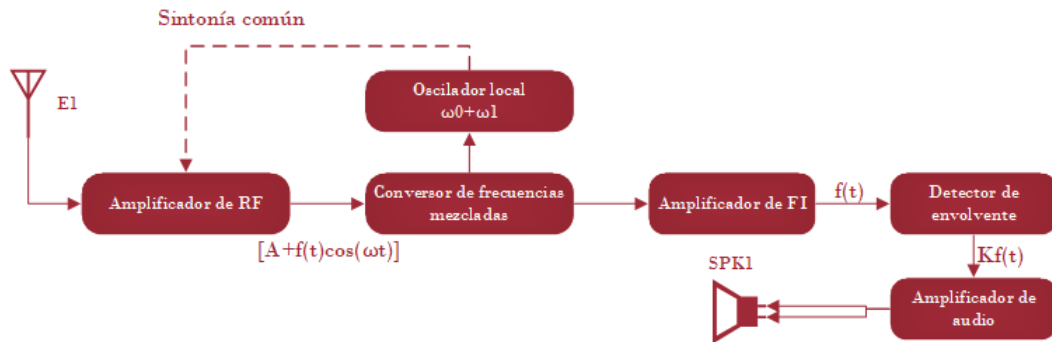 Sintonía común
E1
Oscilador local
ω0+ω1
Amplificador de RF
Conversor de frecuencias
mezcladas
Amplificador de FI
f(t)
Detector de
envolvente
[A+f(t)cos(ωt)]
Kf(t)
SPK1
Amplificador de
audio